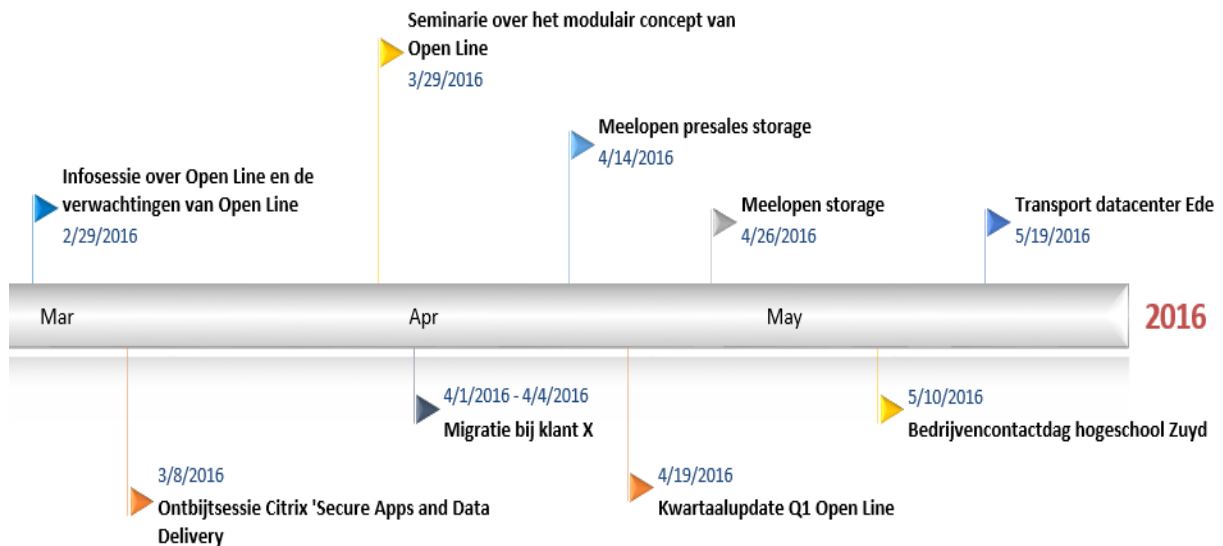 Seminarie over het modulair concept van
Open Line
3/29/2016
Meelopen presales storage
4/14/2016
Infosessie over Open Line en de
verwachtingen van Open Line
2/29/2016
Meelopen storage
4/26/2016
Transport datacenter Ede
5/19/2016
Mar
Apr
May
2016
4/1/2016 - 4/4/2016
Migratie bij klant X
5/10/2016
Bedrijvencontactdag hogeschool Zuyd
3/8/2016
Ontbijtsessie Citrix 'Secure Apps and Data
Delivery
4/19/2016
Kwartaalupdate Q1 Open Line